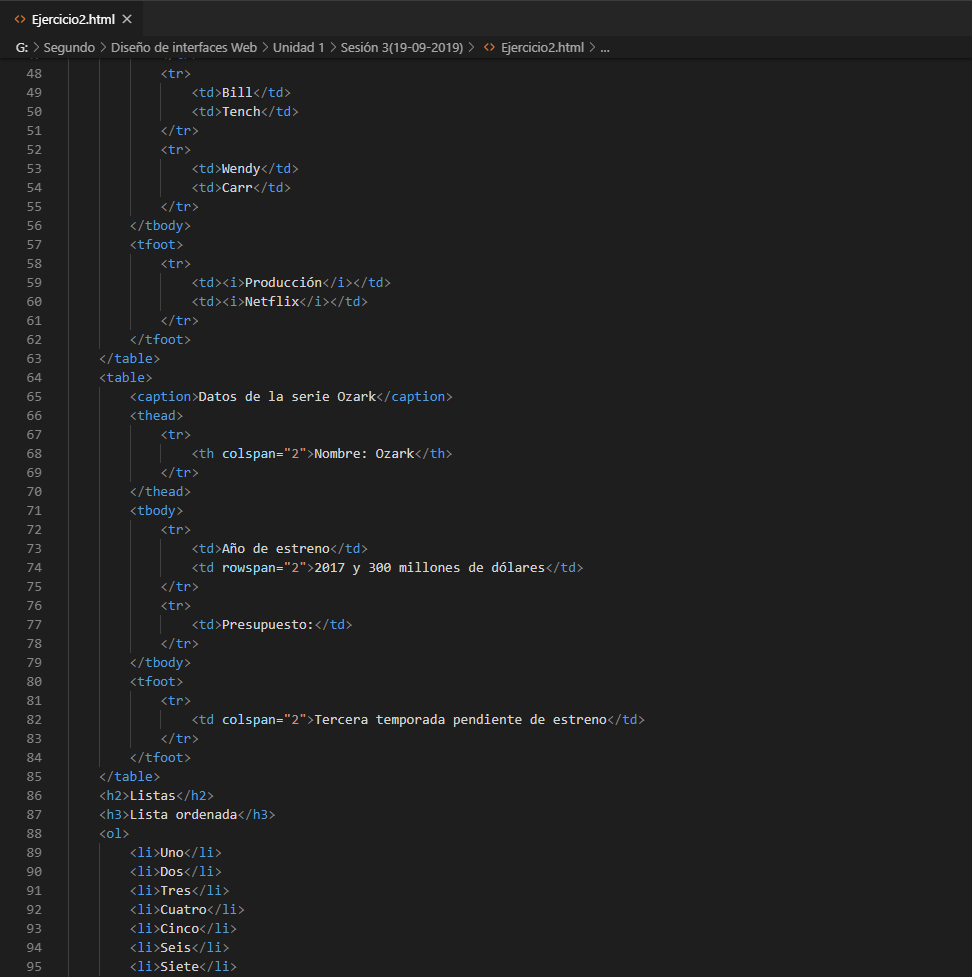 Ejercicio2.html ×
G: > Segundo > Diseño de interfaces Web > Unidad 1 > Sesión 3(19-09-2019) > Ejercicio2.html > ...
48 <tr>
49 <td>Bill</td>
50 <td>Tench</td>
51 </tr>
52 <tr>
53 <td>Wendy</td>
54 <td>Carr</td>
55 </tr>
56 </tbody>
57 <tfoot>
58 <tr>
59 <td><i>Producción</i></td>
60 <td><i>Netflix</i></td>
61 </tr>
62 </tfoot>
63 </table>
64 <table>
65 <caption>Datos de la serie Ozark</caption>
66 <thead>
67 <tr>
68 <th colspan="2">Nombre: Ozark</th>
69 </tr>
70 </thead>
71 <tbody>
72 <tr>
73 <td>Año de estreno</td>
74 <td rowspan="2">2017 y 300 millones de dólares</td>
75 </tr>
76 <tr>
77 <td>Presupuesto:</td>
78 </tr>
79 </tbody>
80 <tfoot>
81 <tr>
82 <td colspan="2">Tercera temporada pendiente de estreno</td>
83 </tr>
84 </tfoot>
85 </table>
86 <h2>Listas</h2>
87 <h3>Lista ordenada</h3>
88 <ol>
89 <li>Uno</li>
90 <li>Dos</li>
91 <li>Tres</li>
92 <li>Cuatro</li>
93 <li>Cinco</li>
94 <li>Seis</li>
95 <li>Siete</li>